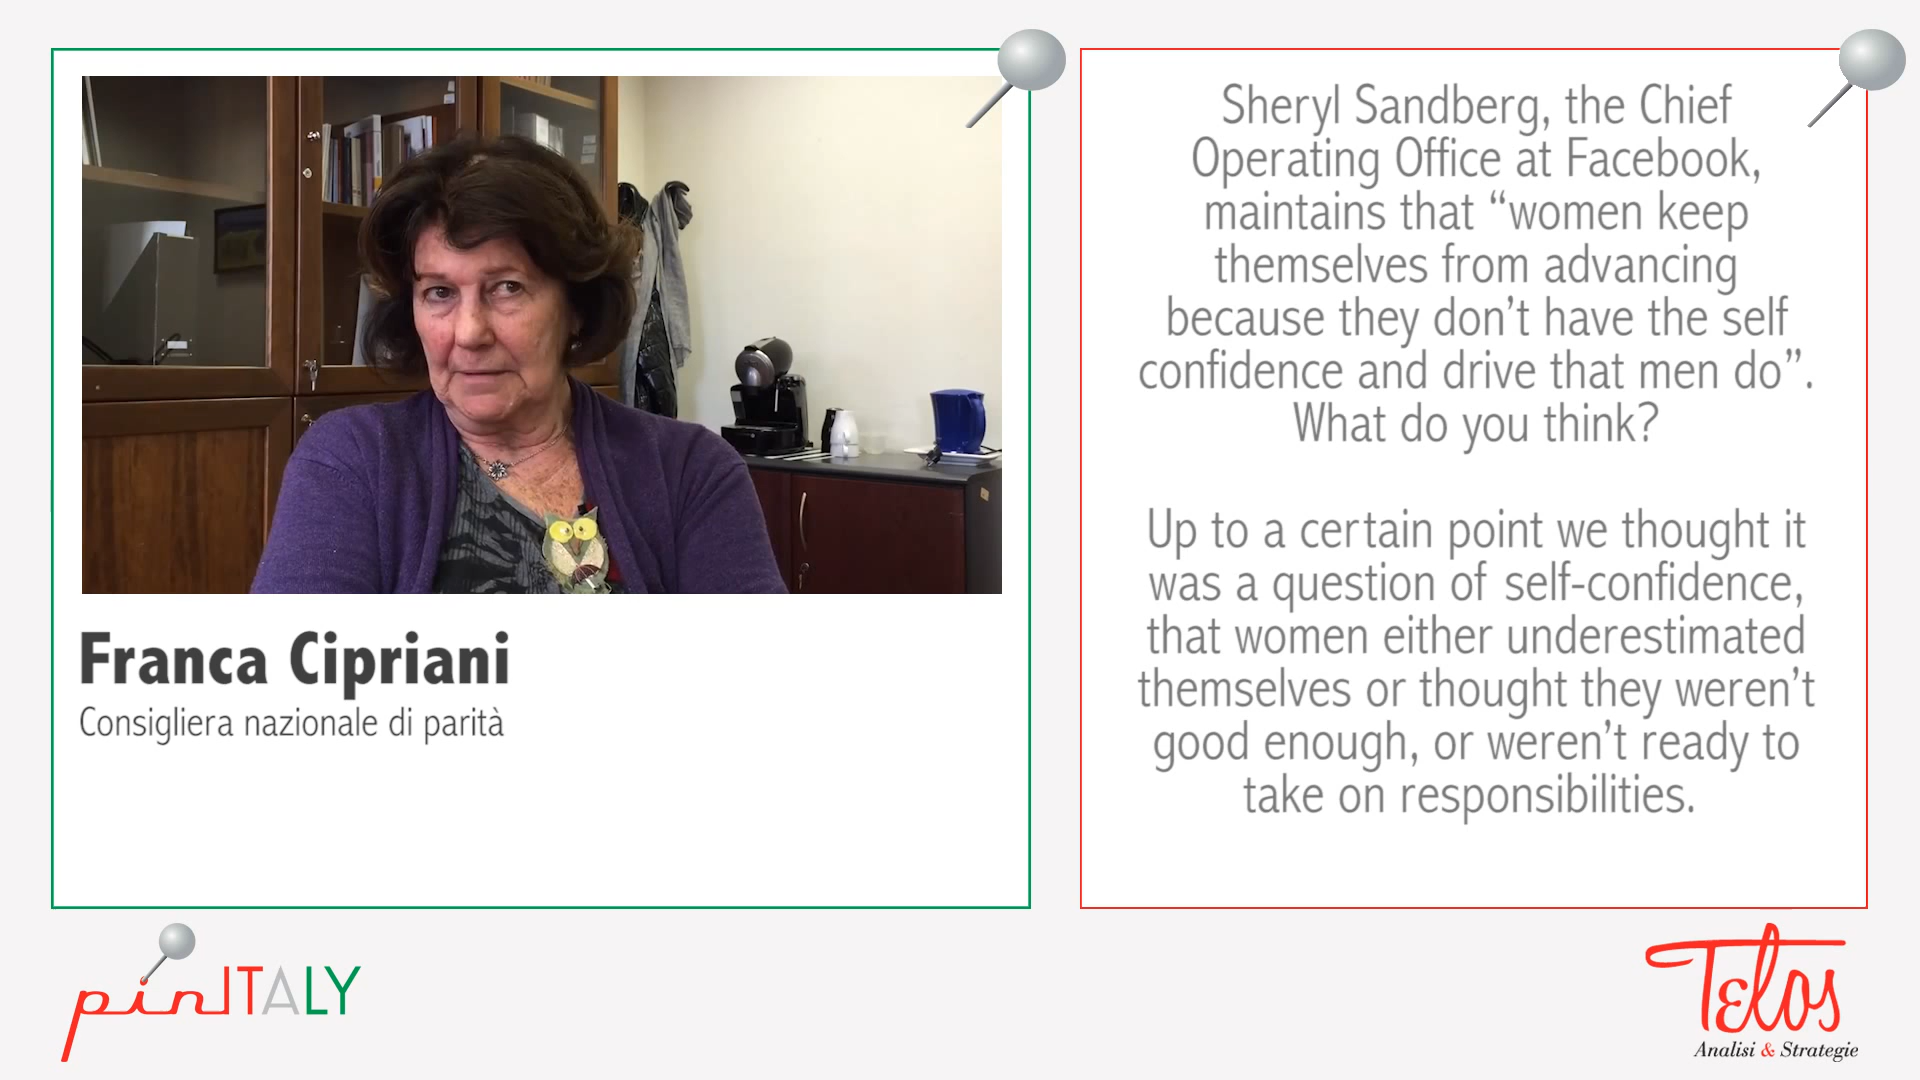 Sheryl Sandberg, the Chief
Operating Office at Facebook,
maintains that “women keep
themselves from advancing
because they don’t have the self
confidence and drive that men do”.
What do you think?
Up to a certain point we thought it
was a question of self-confidence,
that women either underestimated
themselves or thought they weren’t
good enough, or weren’t ready to
take on responsibilities.
Franca Cipriani
Consigliera nazionale di parità
pinITALY
Telos
Analisi & Strategie